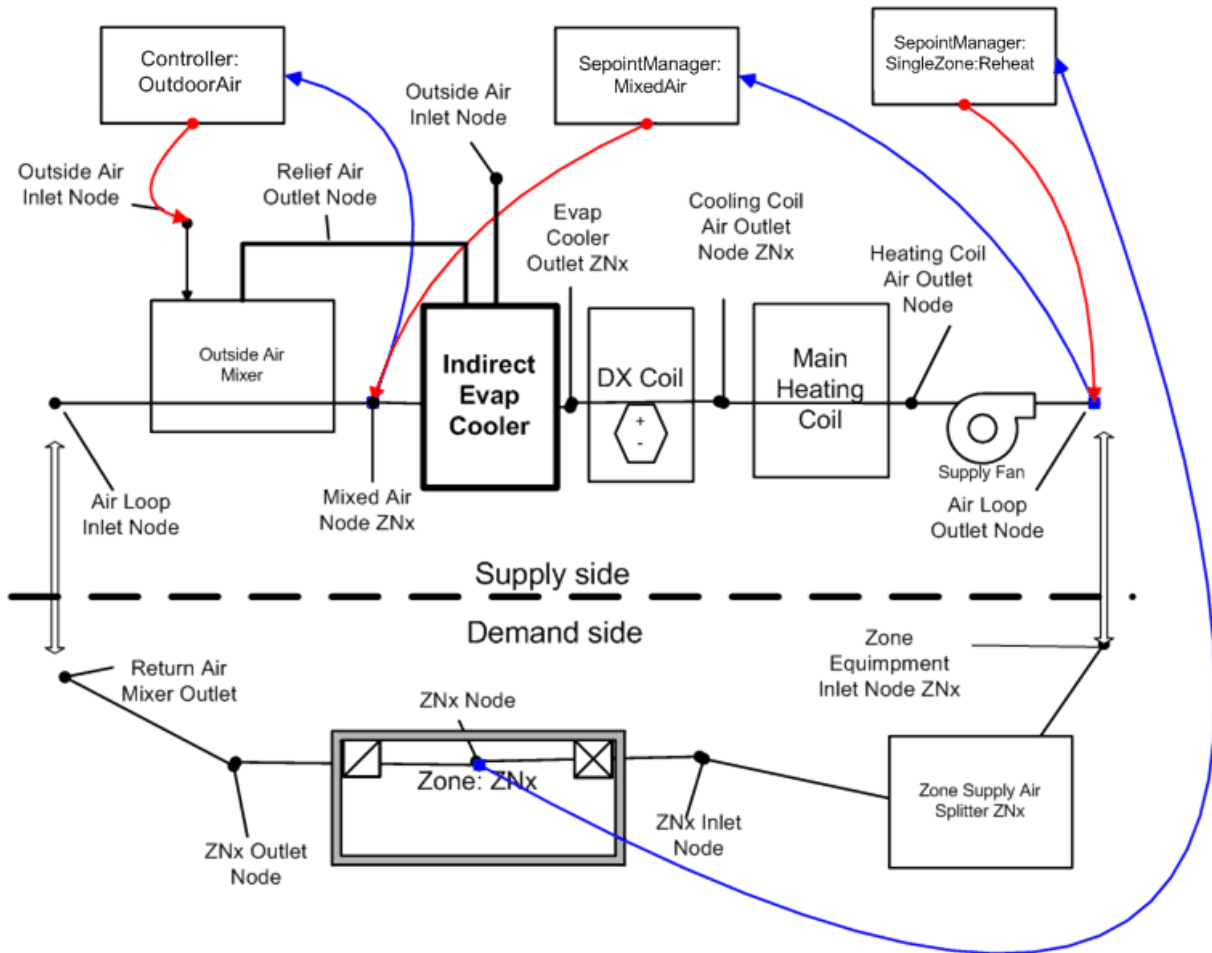 Controller:
OutdoorAir
SepointManager:
MixedAir
SepointManager:
SingleZone:Reheat
Outside Air
Inlet Node
Outside Air
Inlet Node
Relief Air
Outlet Node
Evap
Cooler
Outlet ZNx
Cooling Coil
Air Outlet
Node ZNx
Heating Coil
Air Outlet
Node
Outside Air
Mixer
Indirect
Evap
Cooler
DX Coil
+
-
Main
Heating
Coil
Supply Fan
Air Loop
Inlet Node
Mixed Air
Node ZNx
Air Loop
Outlet Node
Supply side
Demand side
Return Air
Mixer Outlet
ZNx Node
Zone
Equimpment
Inlet Node ZNx
Zone: ZNx
Zone Supply Air
Splitter ZNx
ZNx Outlet
Node
ZNx Inlet
Node